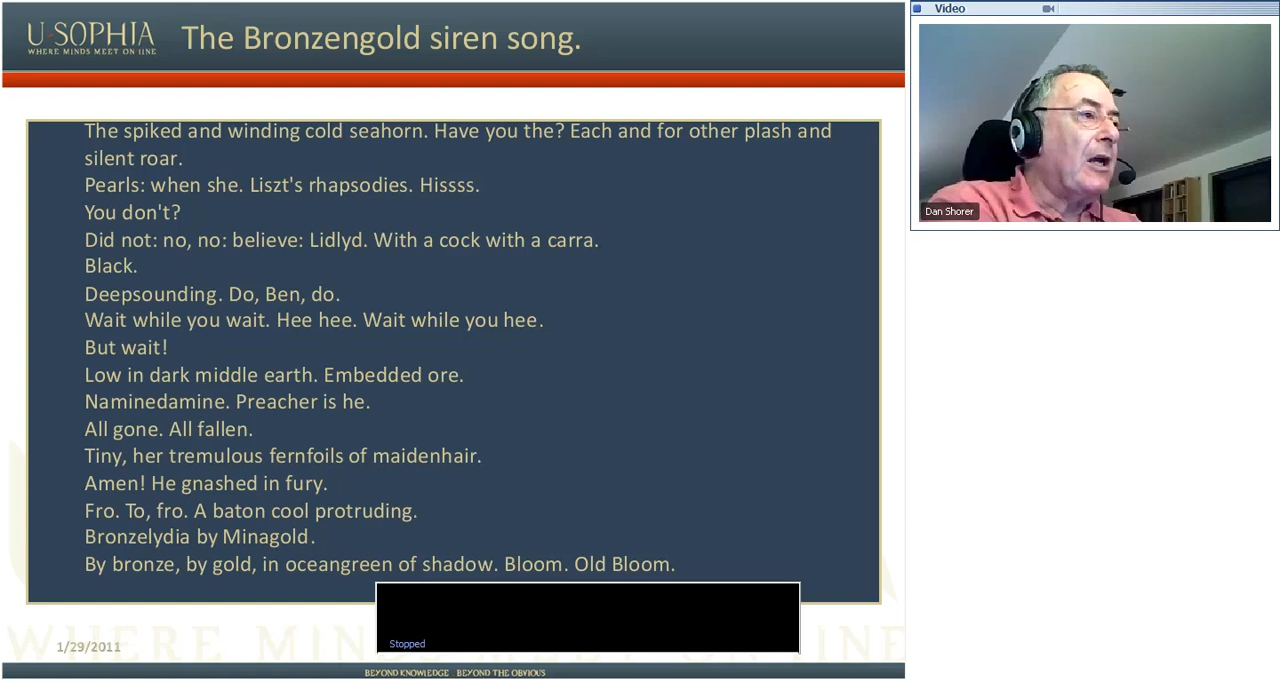 U-SOPHIA
WHERE MINDS MEET ON LINE
The Bronzengold siren song.
Video
The spiked and winding cold seahorn. Have you the? Each and for other plash and
silent roar.
Pearls: when she. Liszt's rhapsodies. Hissss.
You don't?
Did not: no, no: believe: Lidlyd. With a cock with a carra.
Black.
Deepsounding. Do, Ben, do.
Wait while you wait. Hee hee. Wait while you hee.
But wait!
Low in dark middle earth. Embedded ore.
Naminedamine. Preacher is he.
All gone. All fallen.
Tiny, her tremulous fernfoils of maidenhair.
Amen! He gnashed in fury.
Fro. To, fro. A baton cool protruding.
Bronzelydia by Minagold.
By bronze, by gold, in oceangreen of shadow. Bloom. Old Bloom.
Dan Shorer
Stopped
1/29/2011
WHERE MIN
INE
BEYOND KNOWLEDGE BEYOND THE OBVIOUS